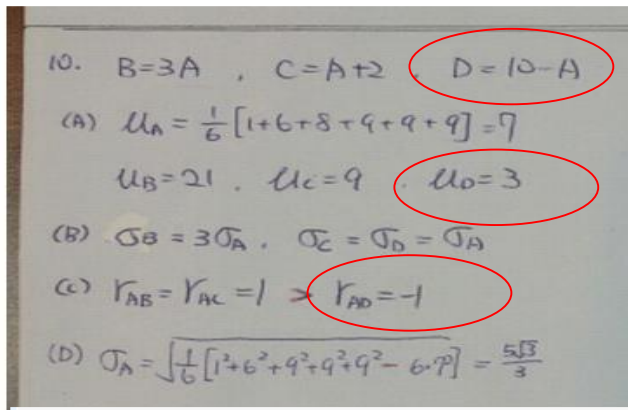 10. B=3A , C=A+2 , D=10-A
(A) μA = 1/6 [1+6+8+9+9+9] = 7
μB=21 . μC=9 . μD=3
(B) σB = 3σA . σC = σD = σA
(C) rAB = rAC = 1 > rAD = -1
(D) σA = √(1/6 [1²+6²+9²+9²+9² - 6·7²]) = 5√3/3